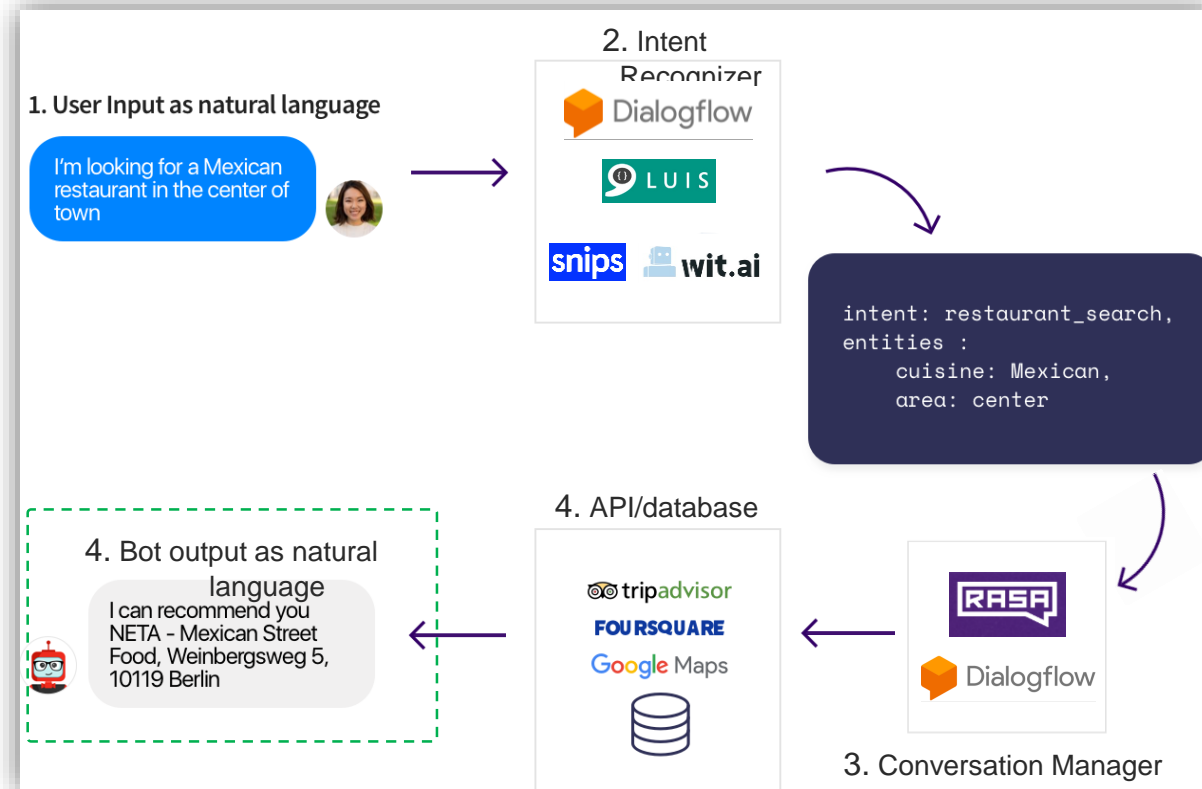 1. User Input as natural language
I'm looking for a Mexican
restaurant in the center of
town
2. Intent
Recognizer
Dialogflow
LUIS
snips
wit.ai
intent: restaurant_search,
entities :
cuisine: Mexican,
area: center
RASA
Dialogflow
3. Conversation Manager
4. API/database
tripadvisor
FOURSQUARE
Google Maps
4. Bot output as natural
language
I can recommend you
NETA - Mexican Street
Food, Weinbergsweg 5,
10119 Berlin